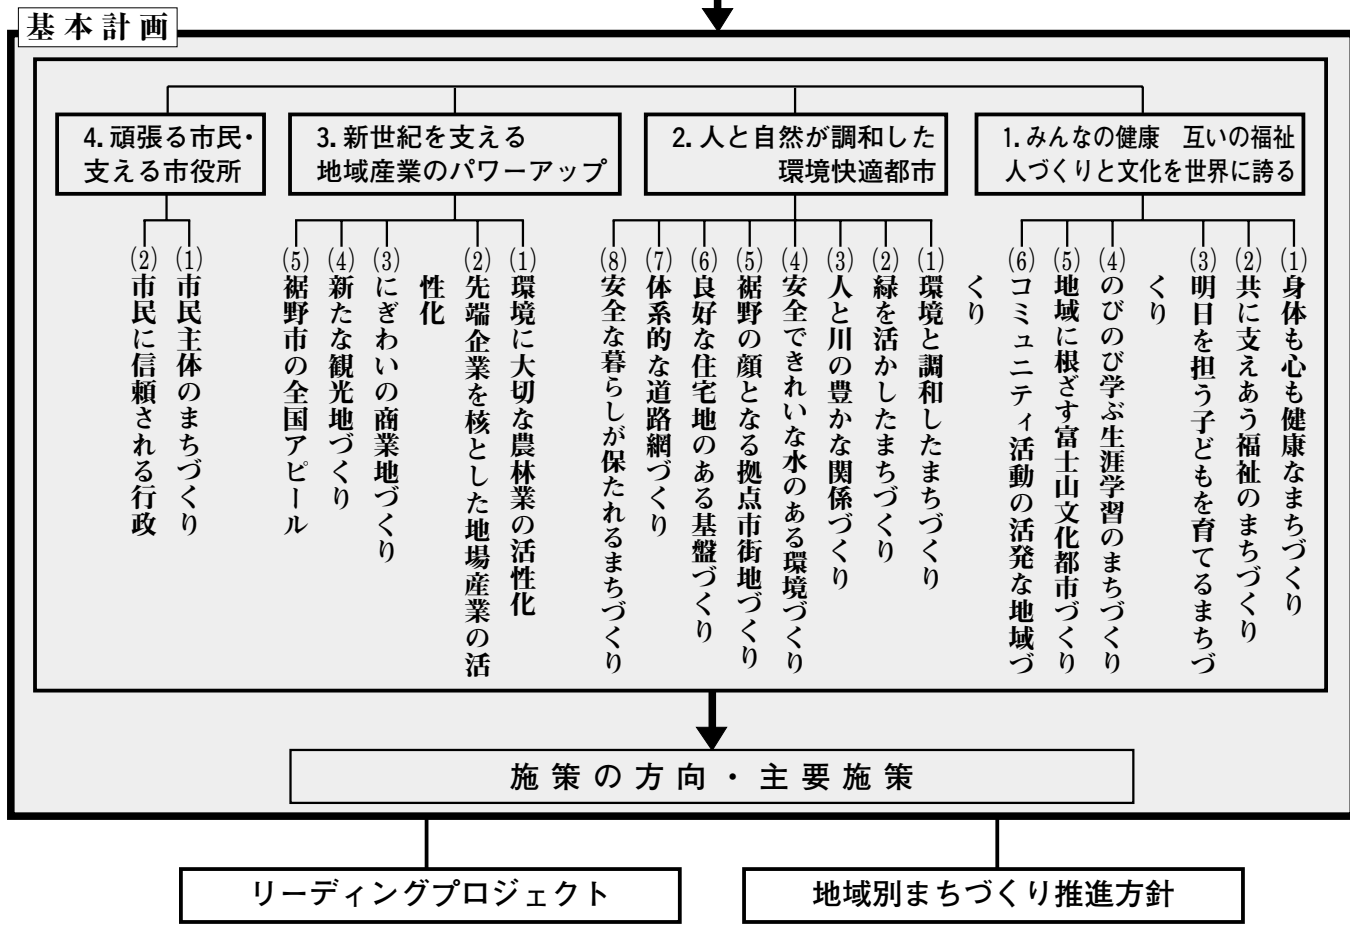 基本計画
1. みんなの健康　互いの福祉
人づくりと文化を世界に誇る
(1)身体も心も健康なまちづくり
(2)共に支えあう福祉のまちづくり
(3)明日を担う子どもを育てるまちづ
くり
(4)のびのび学ぶ生涯学習のまちづくり
(5)地域に根ざす富士山文化都市づくり
(6)コミュニティ活動の活発な地域づ
くり
2. 人と自然が調和した
環境快適都市
(1)環境と調和したまちづくり
(2)緑を活かしたまちづくり
(3)人と川の豊かな関係づくり
(4)安全できれいな水のある環境づくり
(5)裾野の顔となる拠点市街地づくり
(6)良好な住宅地のある基盤づくり
(7)体系的な道路網づくり
(8)安全な暮らしが保たれるまちづくり
3. 新世紀を支える
地域産業のパワーアップ
(1)環境に大切な農林業の活性化
(2)先端企業を核とした地場産業の活
性化
(3)にぎわいの商業地づくり
(4)新たな観光地づくり
(5)裾野市の全国アピール
4. 頑張る市民・
支える市役所
(1)市民主体のまちづくり
(2)市民に信頼される行政
施策の方向・主要施策
リーディングプロジェクト
地域別まちづくり推進方針